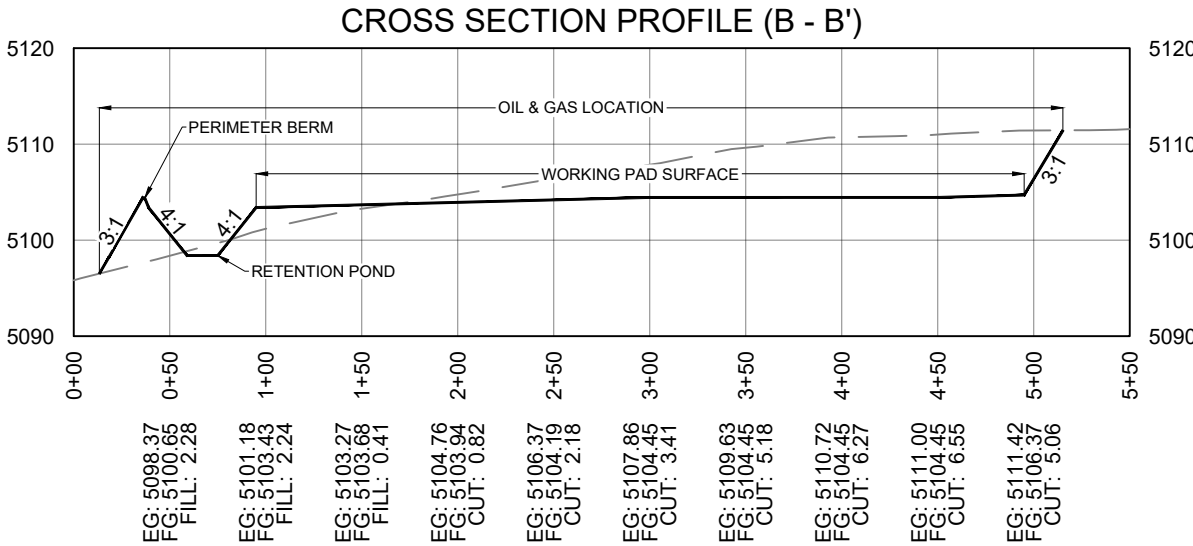 CROSS SECTION PROFILE (B - B')
5120
5120
OIL & GAS LOCATION
PERIMETER BERM
5110
5110
WORKING PAD SURFACE
3:1
4:1
4:1
3:1
5100
5100
RETENTION POND
5090
5090
0+00
0+50
1+00
1+50
2+00
2+50
3+00
3+50
4+00
4+50
5+00
5+50
EG: 5098.37
FG: 5100.65
FILL: 2.28
EG: 5101.18
FG: 5103.43
FILL: 2.24
EG: 5103.27
FG: 5103.68
FILL: 0.41
EG: 5104.76
FG: 5103.94
CUT: 0.82
EG: 5106.37
FG: 5104.19
CUT: 2.18
EG: 5107.86
FG: 5104.45
CUT: 3.41
EG: 5109.63
FG: 5104.45
CUT: 5.18
EG: 5110.72
FG: 5104.45
CUT: 6.27
EG: 5111.00
FG: 5104.45
CUT: 6.55
EG: 5111.42
FG: 5106.37
CUT: 5.06